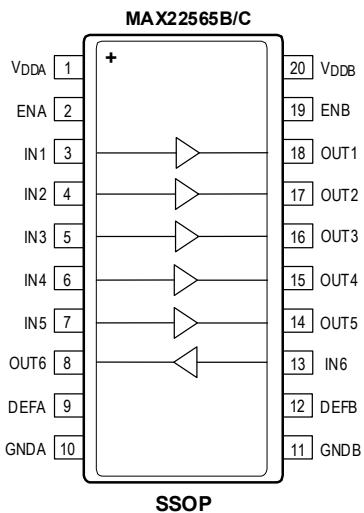 MAX22565B/C
VDDA 1 + 20 VDDB
ENA 2 19 ENB
IN1 3 18 OUT1
IN2 4 17 OUT2
IN3 5 16 OUT3
IN4 6 15 OUT4
IN5 7 14 OUT5
OUT6 8 13 IN6
DEFA 9 12 DEFB
GNDA 10 11 GNDB
SSOP